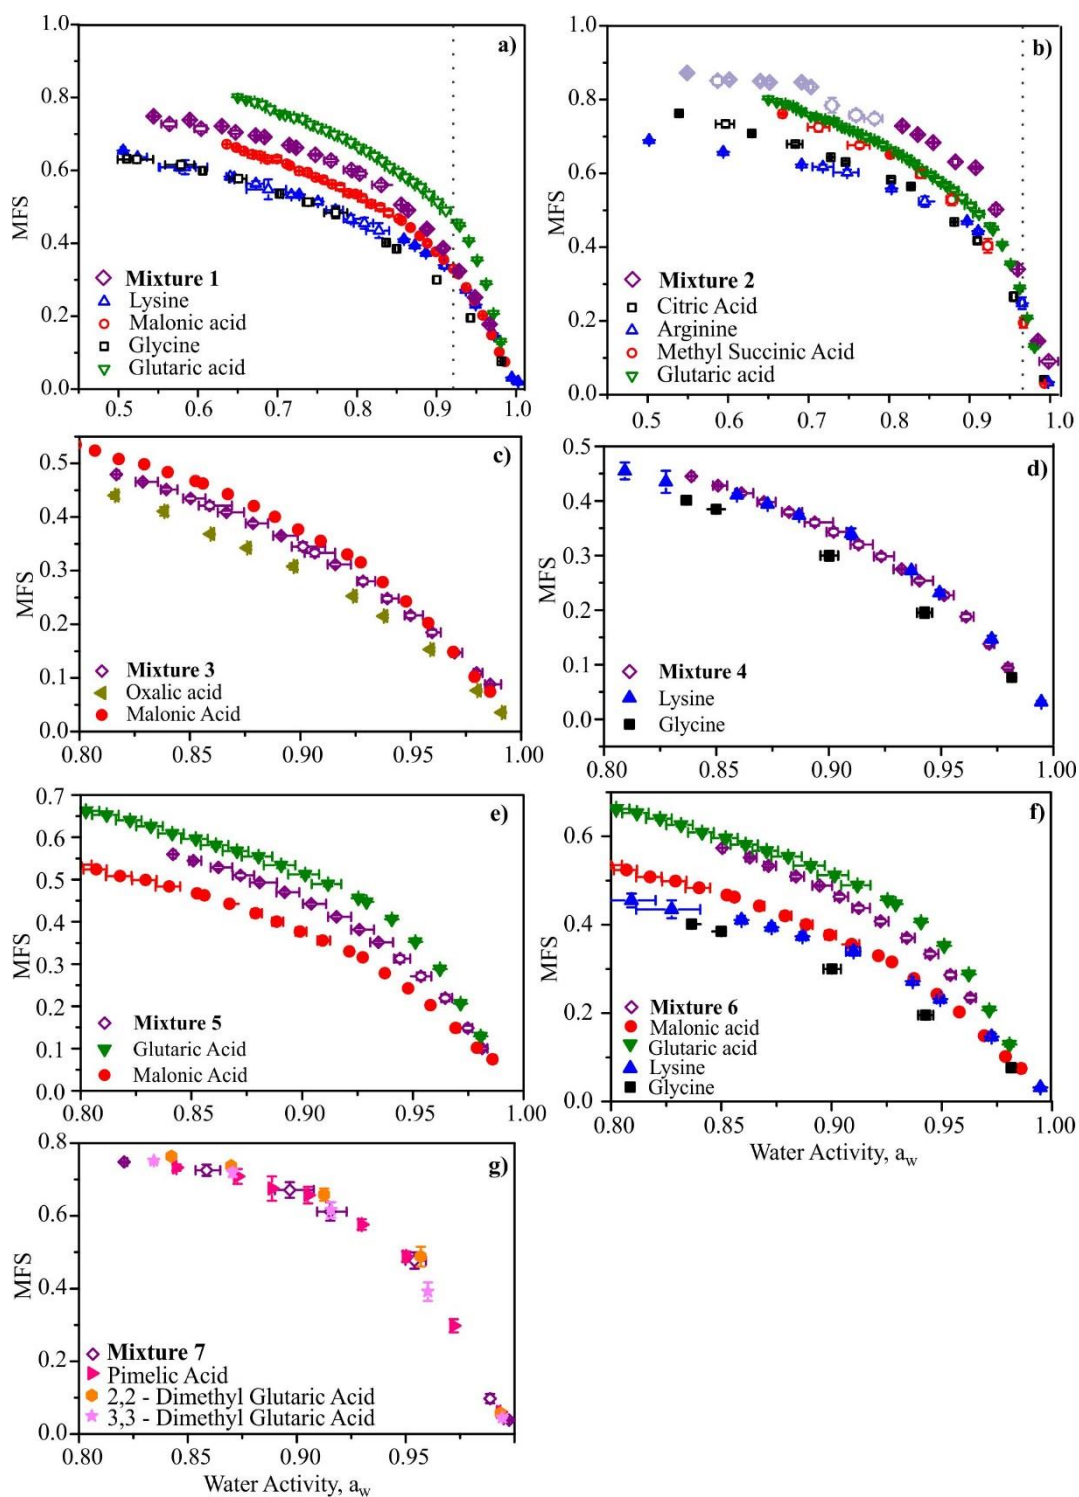 a)
MFS
1.0
0.8
0.6
0.4
0.2
0.0
Mixture 1
Lysine
Malonic acid
Glycine
Glutaric acid
0.5 0.6 0.7 0.8 0.9 1.0
b)
MFS
1.0
0.8
0.6
0.4
0.2
0.0
Mixture 2
Citric Acid
Arginine
Methyl Succinic Acid
Glutaric acid
0.5 0.6 0.7 0.8 0.9 1.0
c)
MFS
0.5
0.4
0.3
0.2
0.1
0.0
Mixture 3
Oxalic acid
Malonic Acid
0.80 0.85 0.90 0.95 1.00
d)
MFS
0.5
0.4
0.3
0.2
0.1
0.0
Mixture 4
Lysine
Glycine
0.80 0.85 0.90 0.95 1.00
e)
MFS
0.7
0.6
0.5
0.4
0.3
0.2
0.1
0.0
Mixture 5
Glutaric Acid
Malonic Acid
0.80 0.85 0.90 0.95 1.00
f)
MFS
0.6
0.4
0.2
0.0
Mixture 6
Malonic acid
Glutaric acid
Lysine
Glycine
0.80 0.85 0.90 0.95 1.00
Water Activity, aw
g)
MFS
0.8
0.6
0.4
0.2
0.0
Mixture 7
Pimelic Acid
2,2 - Dimethyl Glutaric Acid
3,3 - Dimethyl Glutaric Acid
0.80 0.85 0.90 0.95
Water Activity, aw